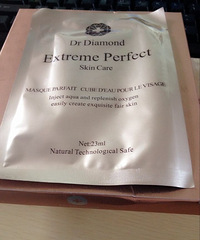 Dr Diamond
Extreme Perfect
Skin Care
MASQUE PARFAIT CUBE D'EAU POUR LE VISAGE
Inject aqua and replenish oxygen
easily create exquisite fair skin
Net:23ml
Natural Technological Safe